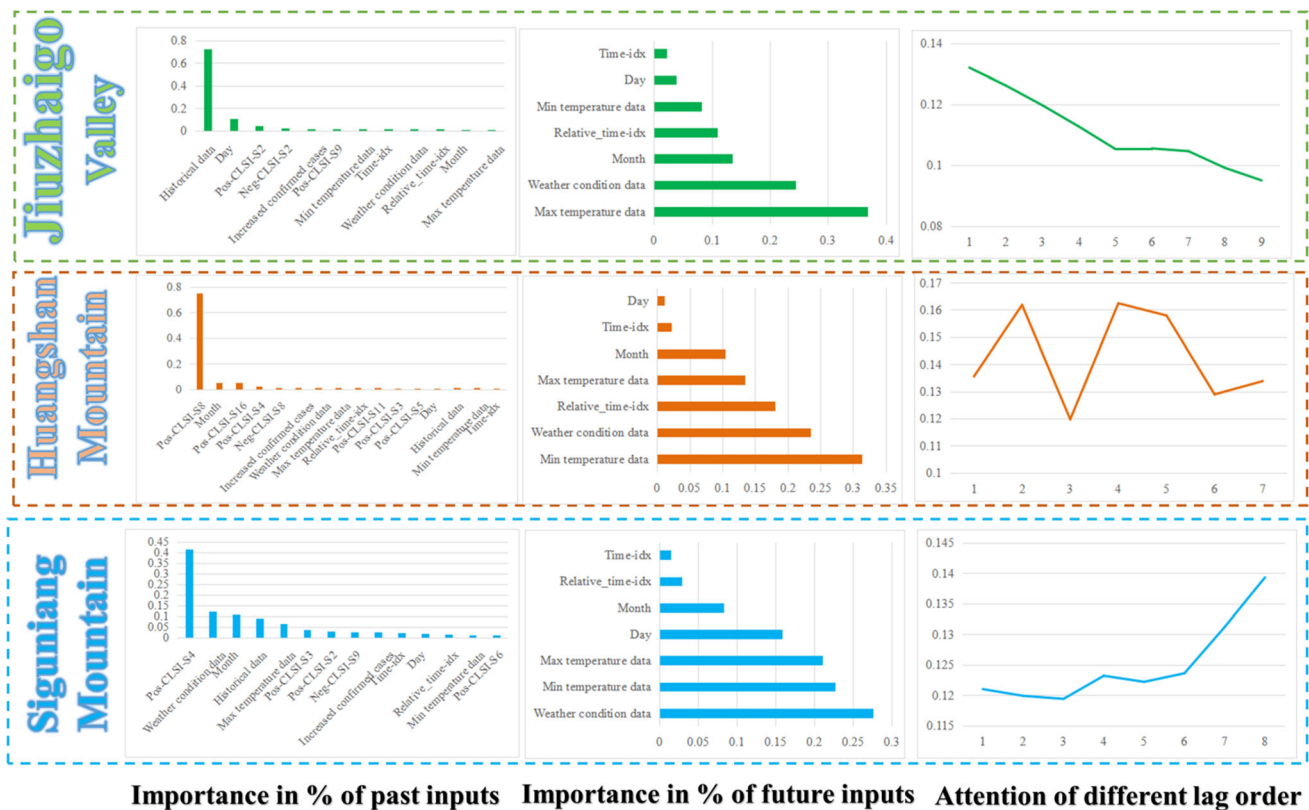 Jiuzhaigo
Valley
0.8
0.6
0.4
0.2
0
Historical data
Day
Pos-CLSI-S2
Neg-CLSI-S2
Increased confirmed cases
Pos-CLSI-S9
Min temperature data
Time-idx
Weather condition data
Relative_time-idx
Month
Max temperature data
Time-idx
Day
Min temperature data
Relative_time-idx
Month
Weather condition data
Max temperature data
0 0.1 0.2 0.3 0.4
0.14
0.12
0.1
0.08
1 2 3 4 5 6 7 8 9
Huangshan
Mountain
0.8
0.6
0.4
0.2
0
Pos-CLSI-S8
Month
Pos-CLSI-S16
Pos-CLSI-S4
Neg-CLSI-S8
Increased confirmed cases
Weather condition data
Max temperature data
Relative_time-idx
Pos-CLSI-S11
Pos-CLSI-S3
Pos-CLSI-S5
Day
Historical data
Min temperature data
Time-idx
Day
Time-idx
Month
Max temperature data
Relative_time-idx
Weather condition data
Min temperature data
0 0.05 0.1 0.15 0.2 0.25 0.3 0.35
0.17
0.16
0.15
0.14
0.13
0.12
0.11
0.1
1 2 3 4 5 6 7
Siguniang
Mountain
0.45
0.4
0.35
0.3
0.25
0.2
0.15
0.1
0.05
0
Pos-CLSI-S4
Weather condition data
Month
Historical data
Max temperature data
Pos-CLSI-S3
Pos-CLSI-S2
Neg-CLSI-S9
Increased confirmed cases
Time-idx
Day
Relative_time-idx
Min temperature data
Pos-CLSI-S6
Time-idx
Relative_time-idx
Month
Day
Max temperature data
Min temperature data
Weather condition data
0 0.05 0.1 0.15 0.2 0.25 0.3
0.145
0.14
0.135
0.13
0.125
0.12
0.115
1 2 3 4 5 6 7 8
Importance in % of past inputs
Importance in % of future inputs
Attention of different lag order